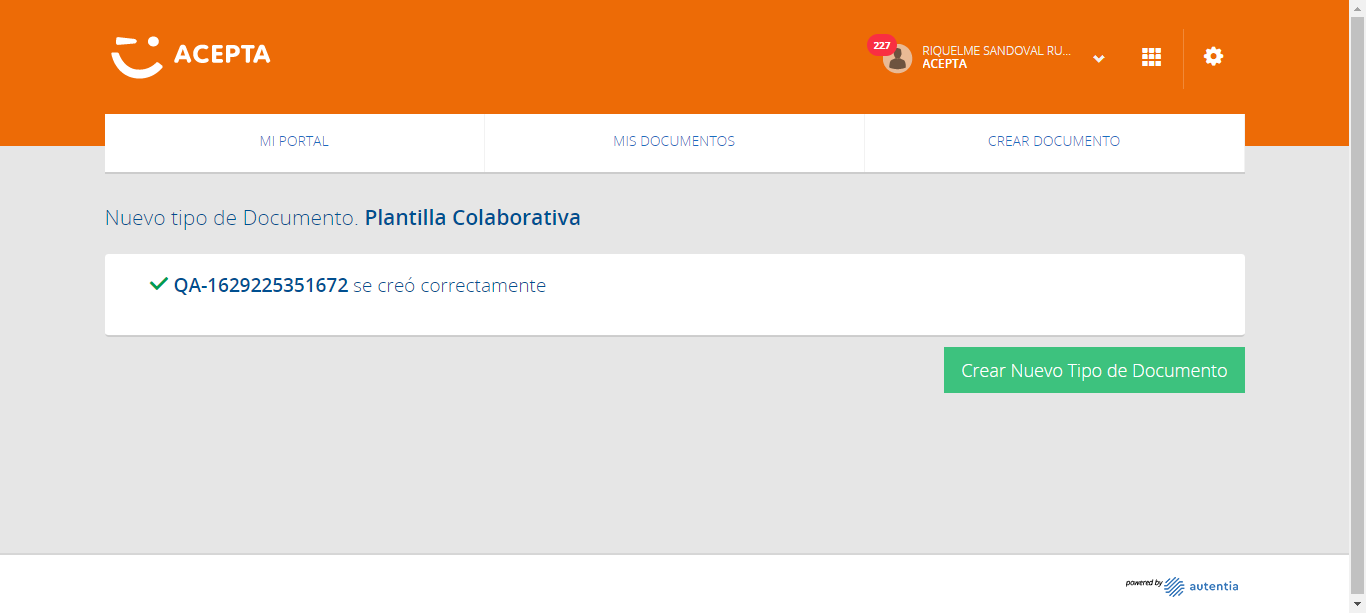 ACEPTA
227
RIQUELME SANDOVAL RU...
ACEPTA
MI PORTAL
MIS DOCUMENTOS
CREAR DOCUMENTO
Nuevo tipo de Documento. Plantilla Colaborativa
QA-1629225351672 se creó correctamente
Crear Nuevo Tipo de Documento
powered by autentia